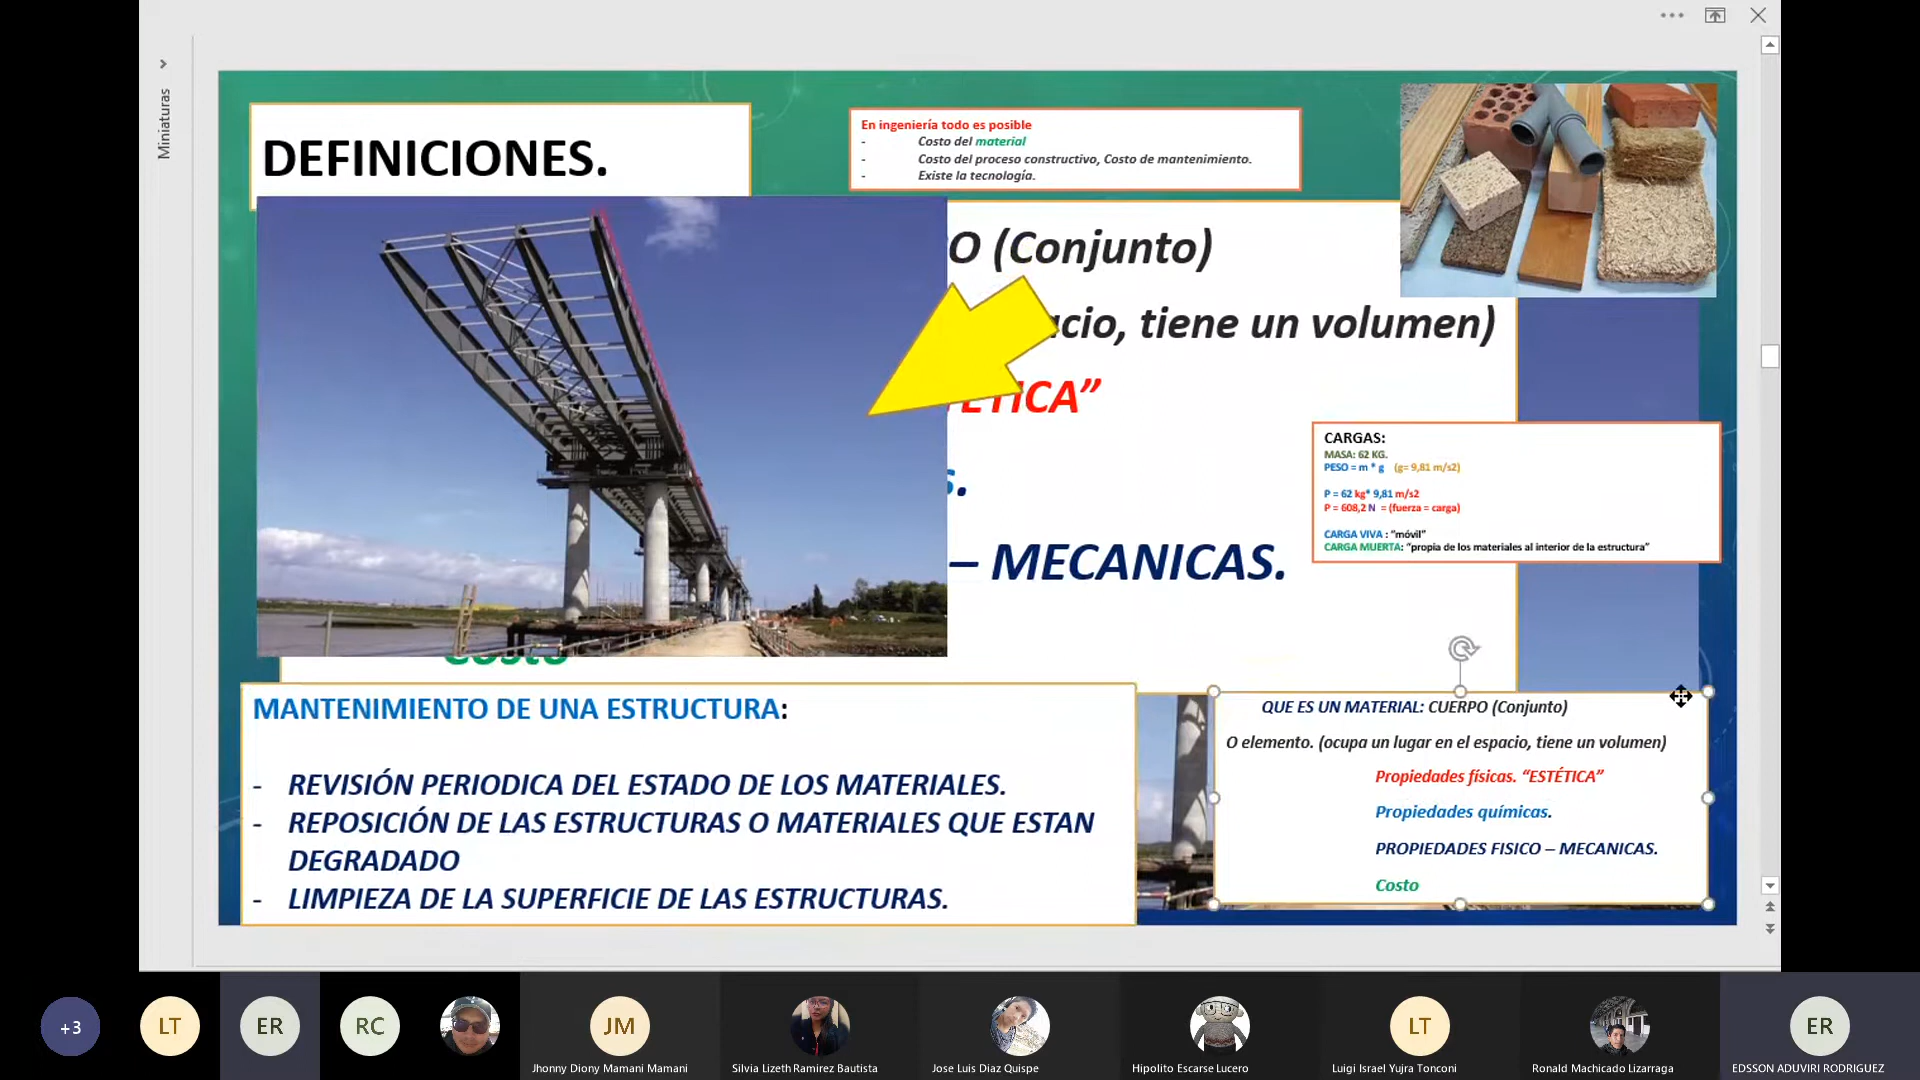 Miniaturas
DEFINICIONES.
En ingeniería todo es posible
- Costo del material
- Costo del proceso constructivo, Costo de mantenimiento.
- Existe la tecnología.
O (Conjunto)
acio, tiene un volumen)
TÉTICA”
s.
– MECANICAS.
Costo
CARGAS:
MASA: 62 KG.
PESO = m * g (g= 9,81 m/s2)
P = 62 kg* 9,81 m/s2
P = 608,2 N = (fuerza = carga)
CARGA VIVA : “móvil”
CARGA MUERTA: “propia de los materiales al interior de la estructura”
MANTENIMIENTO DE UNA ESTRUCTURA:
- REVISIÓN PERIODICA DEL ESTADO DE LOS MATERIALES.
- REPOSICIÓN DE LAS ESTRUCTURAS O MATERIALES QUE ESTAN
DEGRADADO
- LIMPIEZA DE LA SUPERFICIE DE LAS ESTRUCTURAS.
QUE ES UN MATERIAL: CUERPO (Conjunto)
O elemento. (ocupa un lugar en el espacio, tiene un volumen)
Propiedades físicas. “ESTÉTICA”
Propiedades químicas.
PROPIEDADES FISICO – MECANICAS.
Costo
+3
LT
ER
RC
JM
LT
ER
Jhonny Diony Mamani Mamani
Silvia Lizeth Ramirez Bautista
Jose Luis Diaz Quispe
Hipolito Escarse Lucero
Luigi Israel Yujra Tonconi
Ronald Machicado Lizarraga
EDSSON ADUVIRI RODRIGUEZ